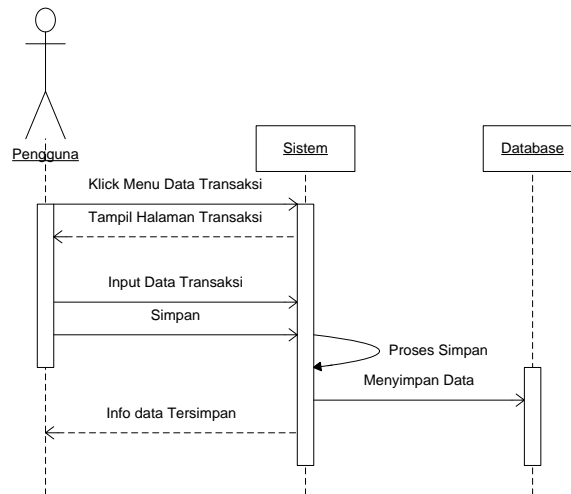 Pengguna
Sistem
Database
Klick Menu Data Transaksi
Tampil Halaman Transaksi
Input Data Transaksi
Simpan
Proses Simpan
Menyimpan Data
Info data Tersimpan